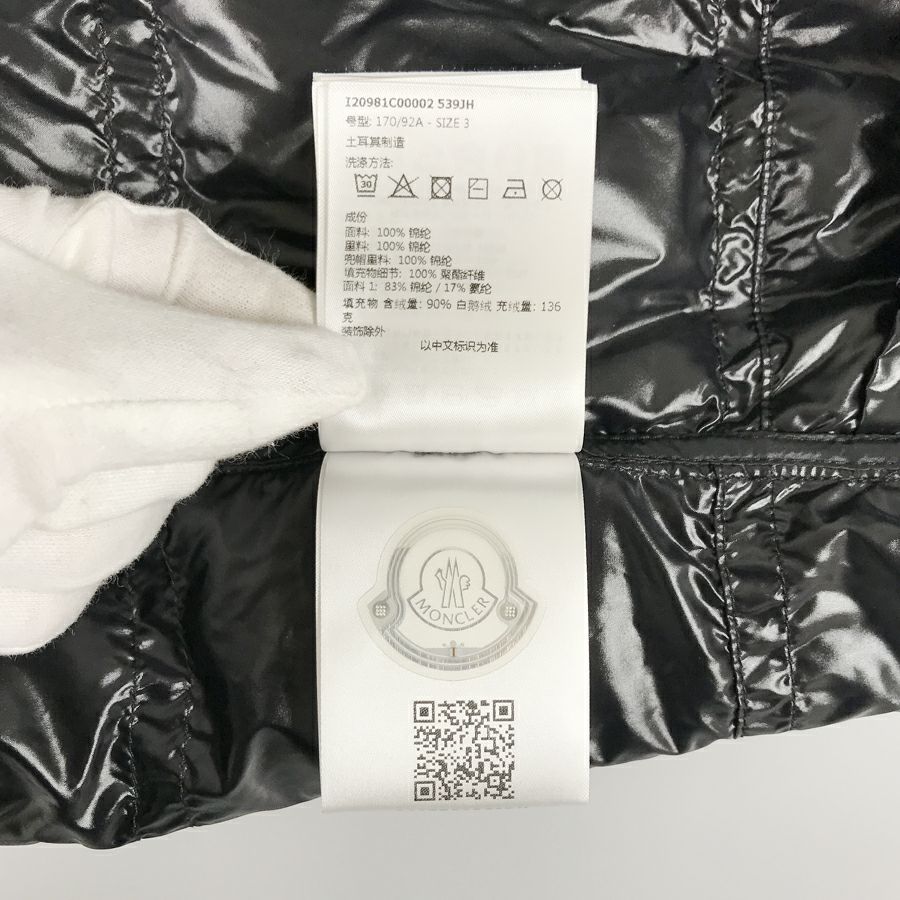 I20981C00002 539JH
号型: 170/92A - SIZE 3
土耳其制造
洗涤方法:
30
成份
面料: 100% 锦纶
里料: 100% 锦纶
兜帽里料: 100% 锦纶
填充物细节: 100% 聚酯纤维
面料 1: 83% 锦纶 / 17% 氨纶
填充物 含绒量: 90% 白鹅绒 充绒量: 136
克
装饰除外
以中文标识为准
MONCLER
1